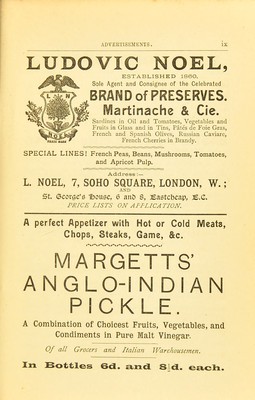 ADVERTISEMENTS. ix
LUDOVIC NOEL,
ESTABLISHED 1860,
Sole Agent and Consignee of the Celebrated
BRAND of PRESERVES.
Martinache & Cie.
Sardines in Oil and Tomatoes, Vegetables and
Fruits in Glass and in Tins, Pâtés de Foie Gras,
French and Spanish Olives, Russian Caviare,
French Cherries in Brandy.
L N
NOEL
TRADE MARK
SPECIAL LINES! French Peas, Beans, Mushrooms, Tomatoes,
and Apricot Pulp.
Address:—
L. NOEL, 7, SOHO SQUARE, LONDON, W.;
AND
St. George's House, 6 and 8, Eastcheap, E.C.
PRICE LISTS ON APPLICATION.
A perfect Appetizer with Hot or Cold Meats,
Chops, Steaks, Game, &c.
MARGETTS'
ANGLO-INDIAN
PICKLE.
A Combination of Choicest Fruits, Vegetables, and
Condiments in Pure Malt Vinegar.
Of all Grocers and Italian Warehousemen.
In Bottles 6d. and 8½d. each.